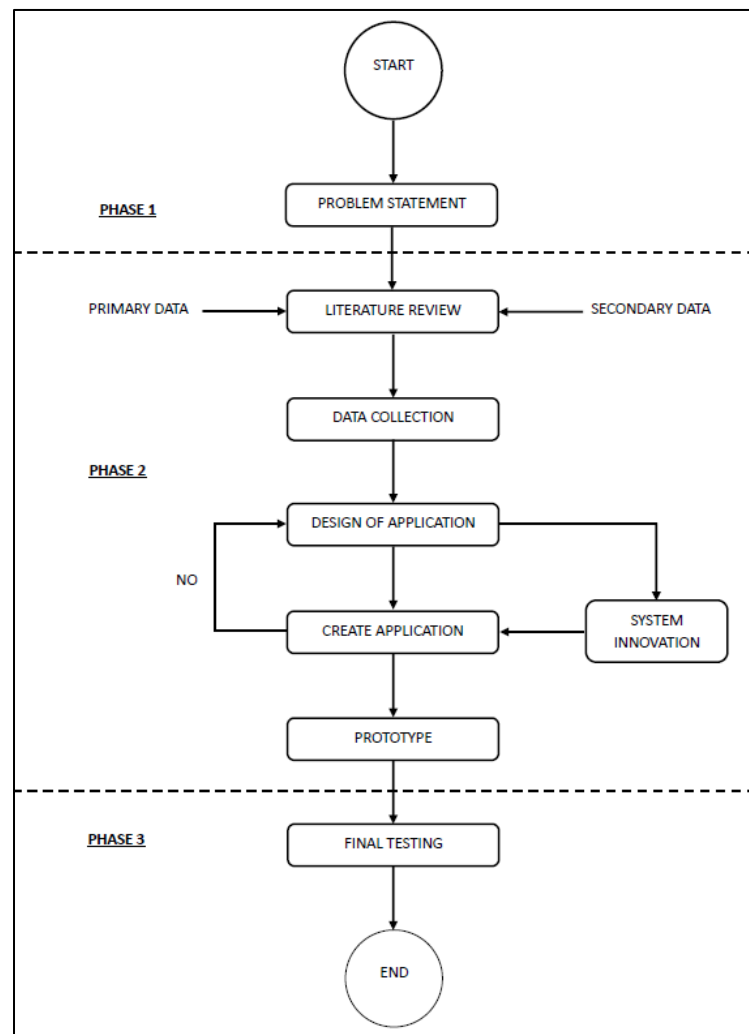 START
PROBLEM STATEMENT
PHASE 1
PRIMARY DATA
LITERATURE REVIEW
SECONDARY DATA
DATA COLLECTION
PHASE 2
DESIGN OF APPLICATION
NO
CREATE APPLICATION
SYSTEM
INNOVATION
PROTOTYPE
PHASE 3
FINAL TESTING
END